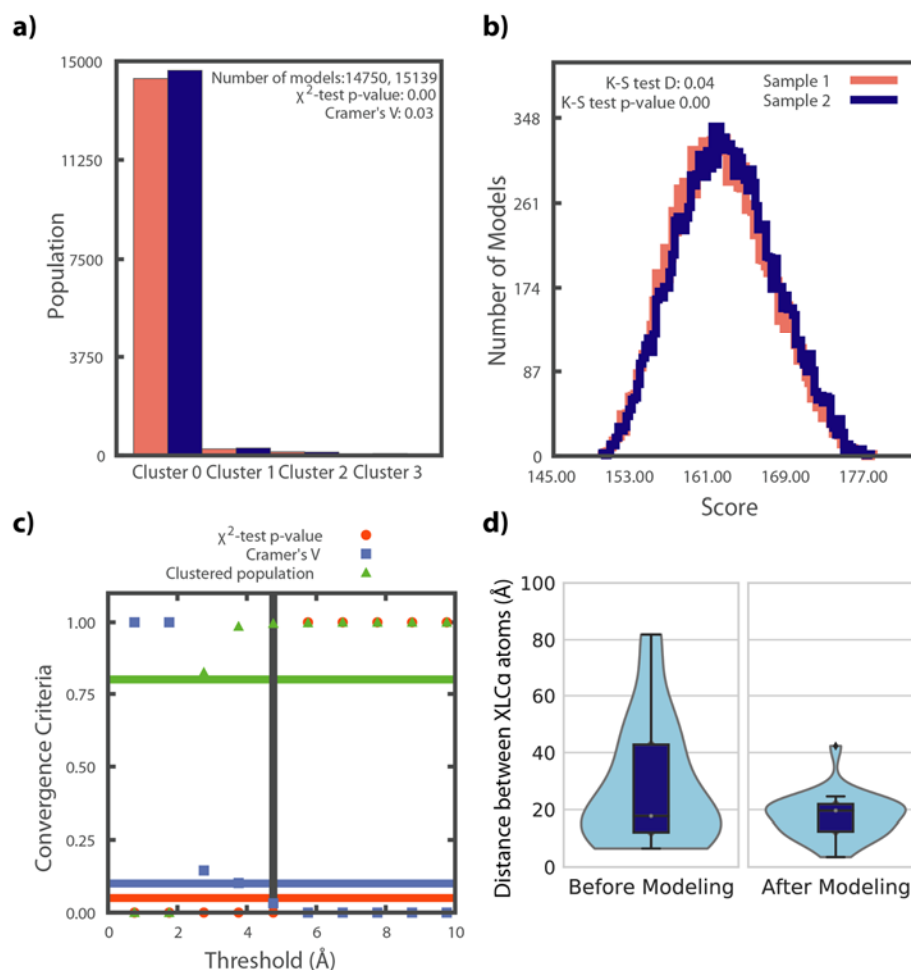 a)
15000
11250
7500
3750
0
Population
Number of models:14750, 15139
χ²-test p-value: 0.00
Cramer's V: 0.03
Cluster 0 Cluster 1 Cluster 2 Cluster 3
b)
K-S test D: 0.04
K-S test p-value 0.00
Sample 1
Sample 2
348
261
174
87
0
Number of Models
145.00 153.00 161.00 169.00 177.00
Score
c)
χ²-test p-value
Cramer's V
Clustered population
1.00
0.75
0.50
0.25
0.00
Convergence Criteria
0 2 4 6 8 10
Threshold (Å)
d)
100
80
60
40
20
0
Distance between XLCα atoms (Å)
Before Modeling After Modeling